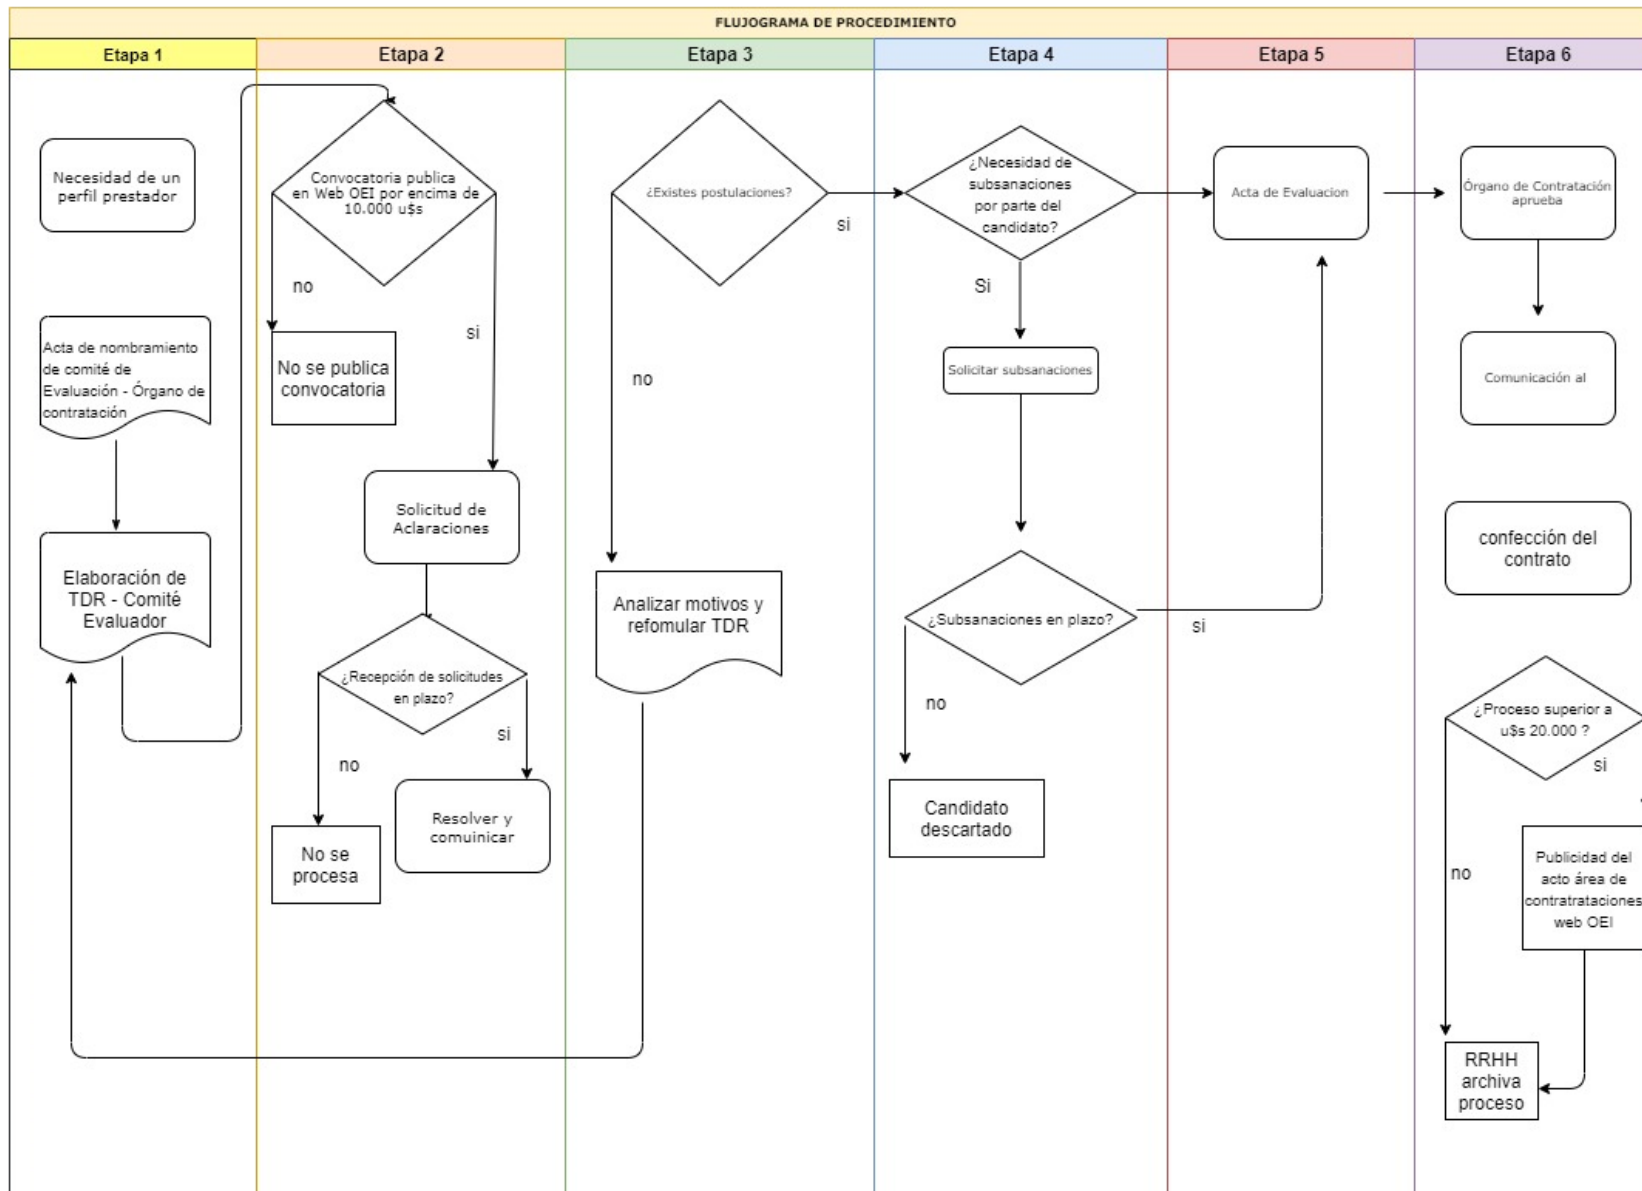 FLUJOGRAMA DE PROCEDIMIENTO
Etapa 1
Etapa 2
Etapa 3
Etapa 4
Etapa 5
Etapa 6
Necesidad de un
perfil prestador
Acta de nombramiento
de comité de
Evaluación - Órgano de
contratación
Elaboración de
TDR - Comité
Evaluador
Convocatoria publica
en Web OEI por encima de
10.000 u$s
no
si
No se publica
convocatoria
Solicitud de
Aclaraciones
¿Recepción de solicitudes
en plazo?
no
si
No se
procesa
Resolver y
comuinicar
¿Existes postulaciones?
si
no
Analizar motivos y
refomular TDR
¿Necesidad de
subsanaciones
por parte del
candidato?
Si
Solicitar subsanaciones
¿Subsanaciones en plazo?
si
no
Candidato
descartado
Acta de Evaluacion
Órgano de Contratación
aprueba
Comunicación al
confección del
contrato
¿Proceso superior a
u$s 20.000 ?
si
no
Publicidad del
acto área de
contratrataciones
web OEI
RRHH
archiva
proceso